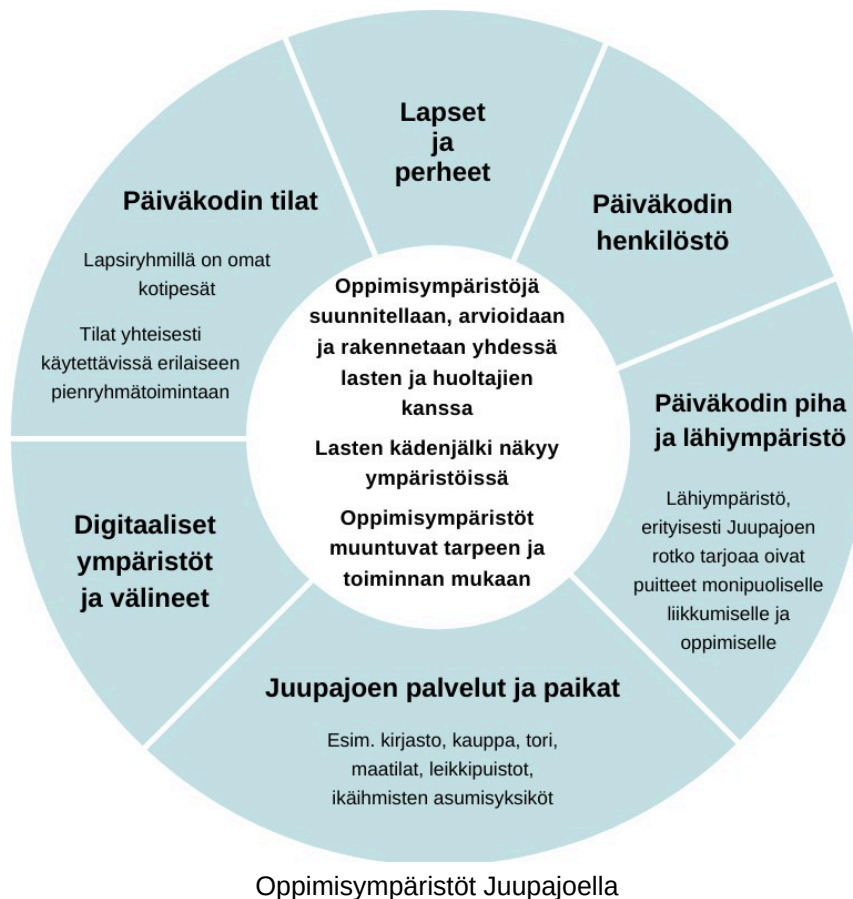 Lapset
ja
perheet
Päiväkodin
henkilöstö
Päiväkodin piha
ja lähiympäristö
Lähiympäristö,
erityisesti Juupajoen
rotko tarjoaa oivat
puitteet monipuoliselle
liikkumiselle ja
oppimiselle
Juupajoen palvelut ja paikat
Esim. kirjasto, kauppa, tori,
maatilat, leikkipuistot,
ikäihmisten asumisyksiköt
Digitaaliset
ympäristöt
ja välineet
Päiväkodin tilat
Lapsiryhmillä on omat
kotipesät
Tilat yhteisesti
käytettävissä erilaiseen
pienryhmätoimintaan
Oppimisympäristöjä
suunnitellaan, arvioidaan
ja rakennetaan yhdessä
lasten ja huoltajien
kanssa
Lasten kädenjälki näkyy
ympäristöissä
Oppimisympäristöt
muuntuvat tarpeen ja
toiminnan mukaan
Oppimisympäristöt Juupajoella